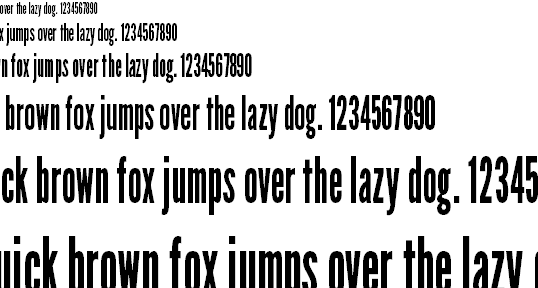 over the lazy dog. 1234567890
x jumps over the lazy dog. 1234567890
n fox jumps over the lazy dog. 1234567890
brown fox jumps over the lazy dog. 1234567890
ck brown fox jumps over the lazy dog. 12345
uick brown fox jumps over the lazy